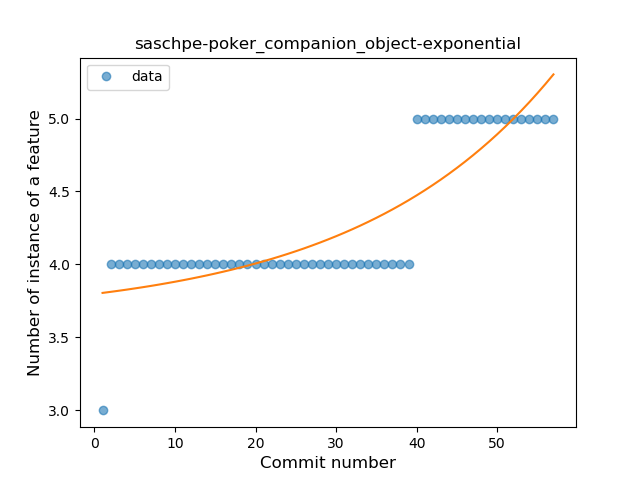 saschpe-poker_companion_object-exponential
data
Number of instance of a feature
5.0
4.5
4.0
3.5
3.0
0
10
20
30
40
50
Commit number